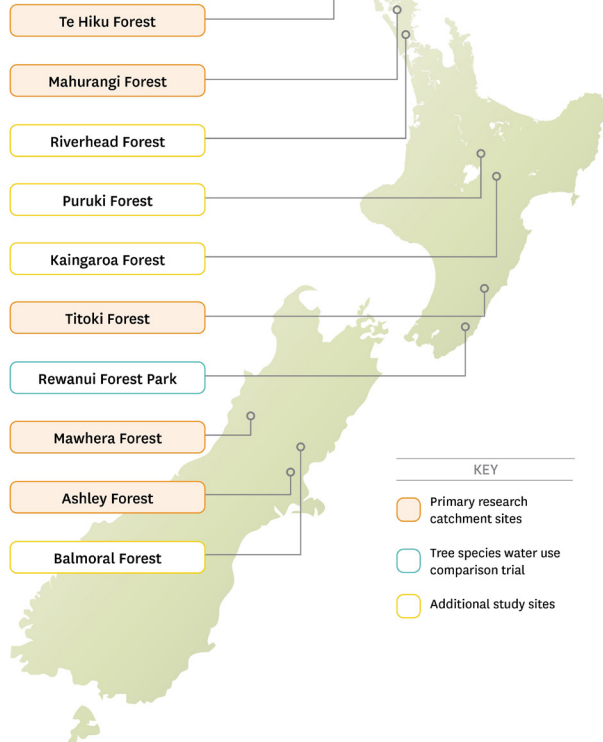 Te Hiku Forest
Mahurangi Forest
Riverhead Forest
Puruki Forest
Kaingaroa Forest
Titoki Forest
Rewanui Forest Park
Mawhera Forest
Ashley Forest
Balmoral Forest
KEY
Primary research
catchment sites
Tree species water use
comparison trial
Additional study sites